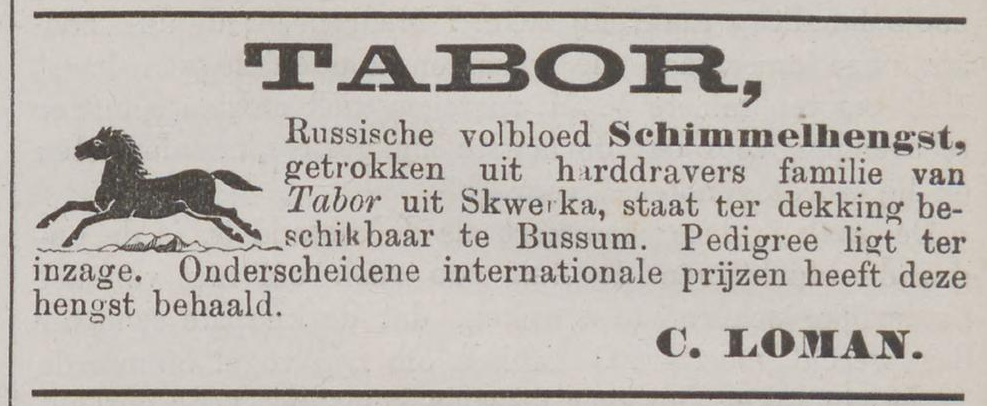 TABOR,
Russische volbloed Schimmelhengst,
getrokken uit harddravers familie van
Tabor uit Skwerka, staat ter dekking be-
schikbaar te Bussum. Pedigree ligt ter
inzage. Onderscheidene internationale prijzen heeft deze
hengst behaald.
C. LOMAN.